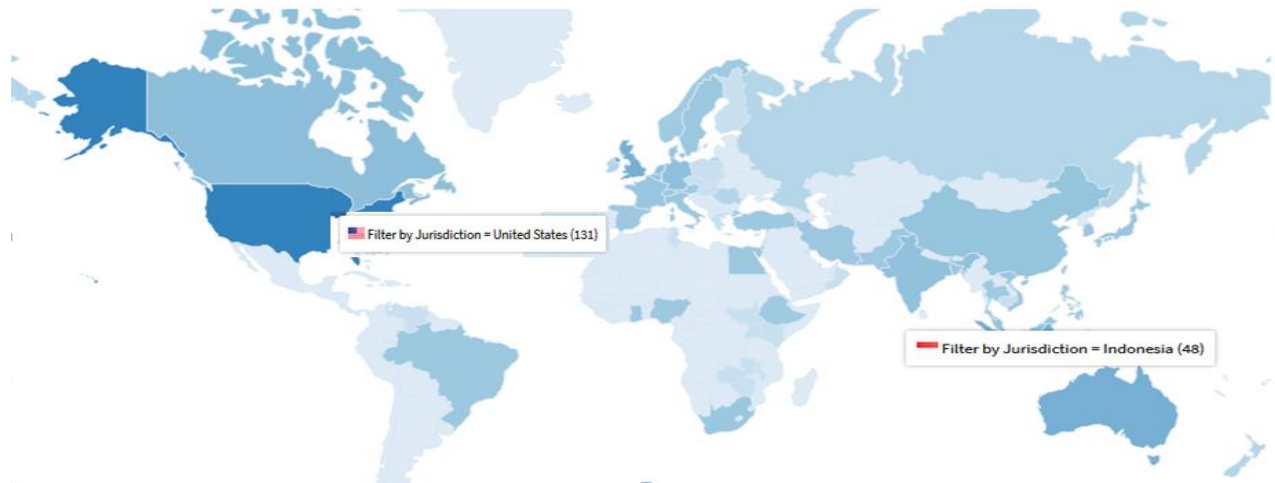 Filter by Jurisdiction = United States (131)
Filter by Jurisdiction = Indonesia (48)